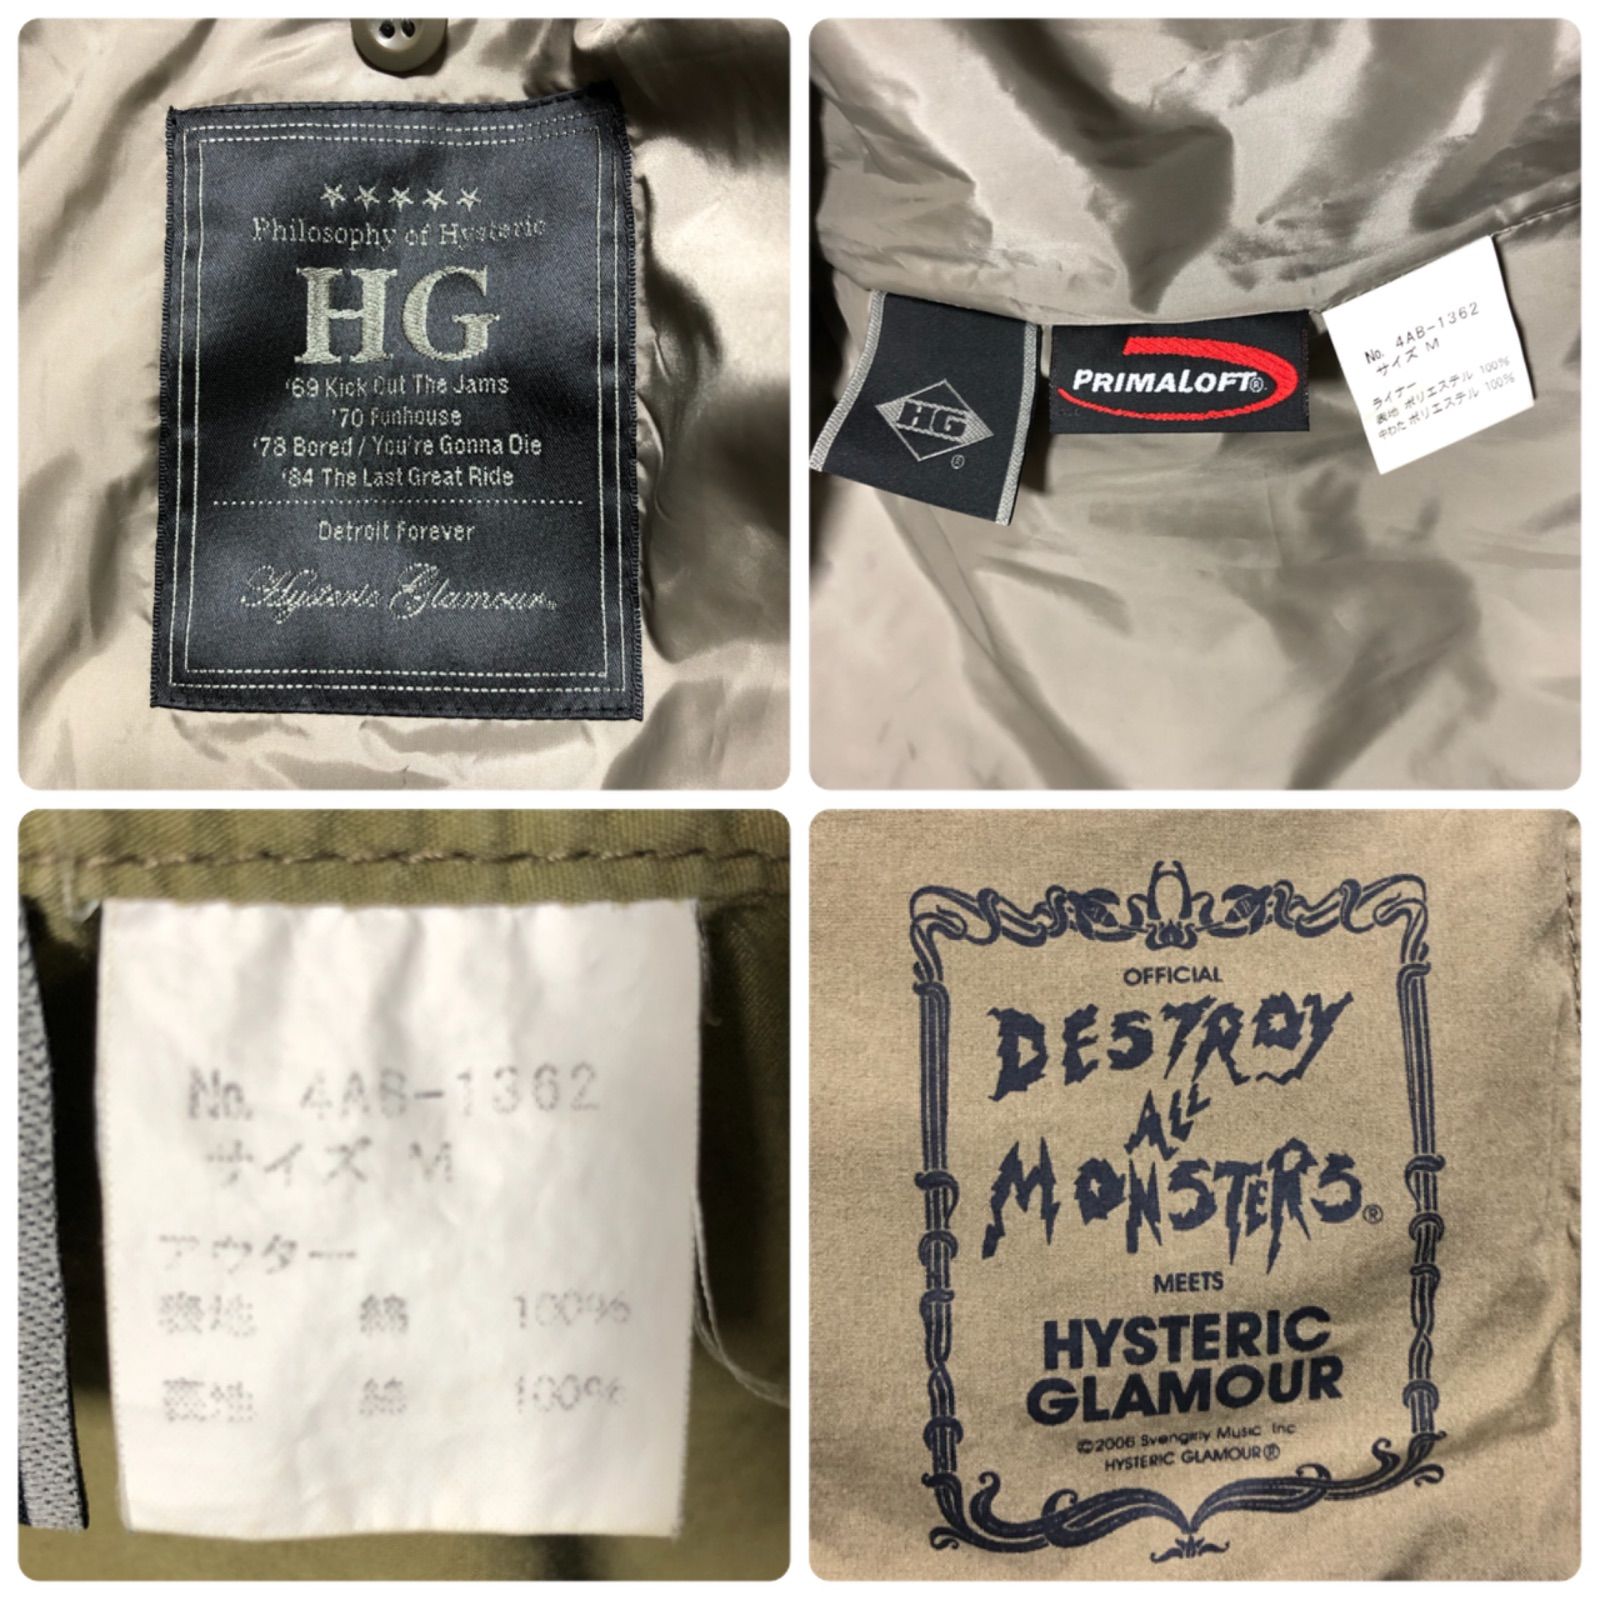 Philosophy of Hysteric
HG
'69 Kick Out The Jams
'70 Funhouse
'78 Bored / You're Gonna Die
'84 The Last Great Ride
Detroit Forever
Hysteric Glamour®
HG
®
PRIMALOFT®
No. 4AB-1362
サイズ M
ライナー
表地 ポリエステル 100%
中わた ポリエステル 100%
No. 4AB-1362
サイズ M
アウター
表地 綿 100%
裏地 綿 100%
OFFICIAL
DESTROY
ALL
MONSTERS®
MEETS
HYSTERIC
GLAMOUR
©2006 Svengirly Music Inc
HYSTERIC GLAMOUR®